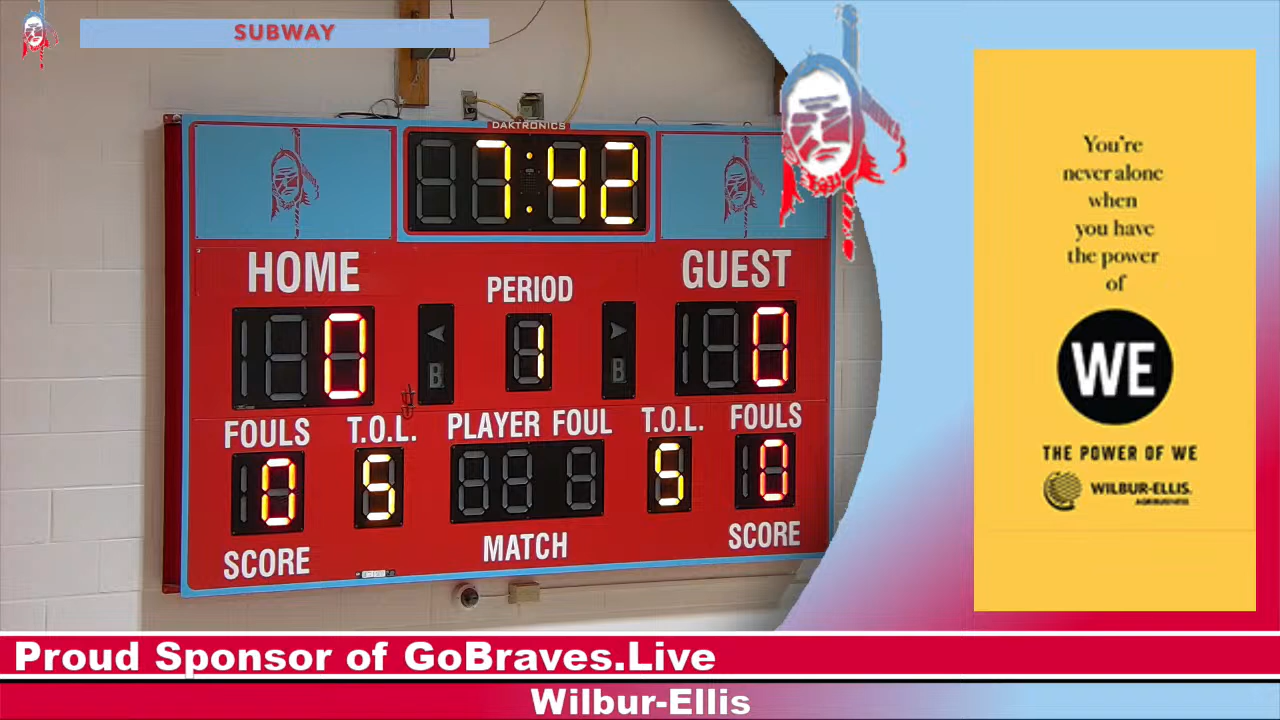 SUBWAY
DAKTRONICS
7:42
HOME
PERIOD
GUEST
0
1
0
B
B
FOULS
T.O.L.
PLAYER FOUL
T.O.L.
FOULS
0
5
5
0
SCORE
MATCH
SCORE
You're
never alone
when
you have
the power
of
WE
THE POWER OF WE
WILBUR-ELLIS.
AGRIBUSINESS
Proud Sponsor of GoBraves.Live
Wilbur-Ellis